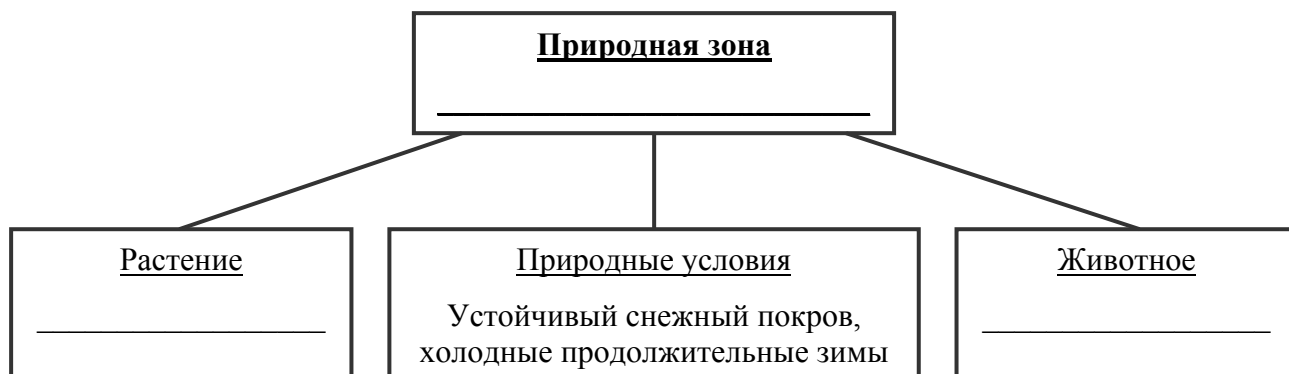 Природная зона
Растение
Природные условия
Животное
Устойчивый снежный покров,
холодные продолжительные зимы